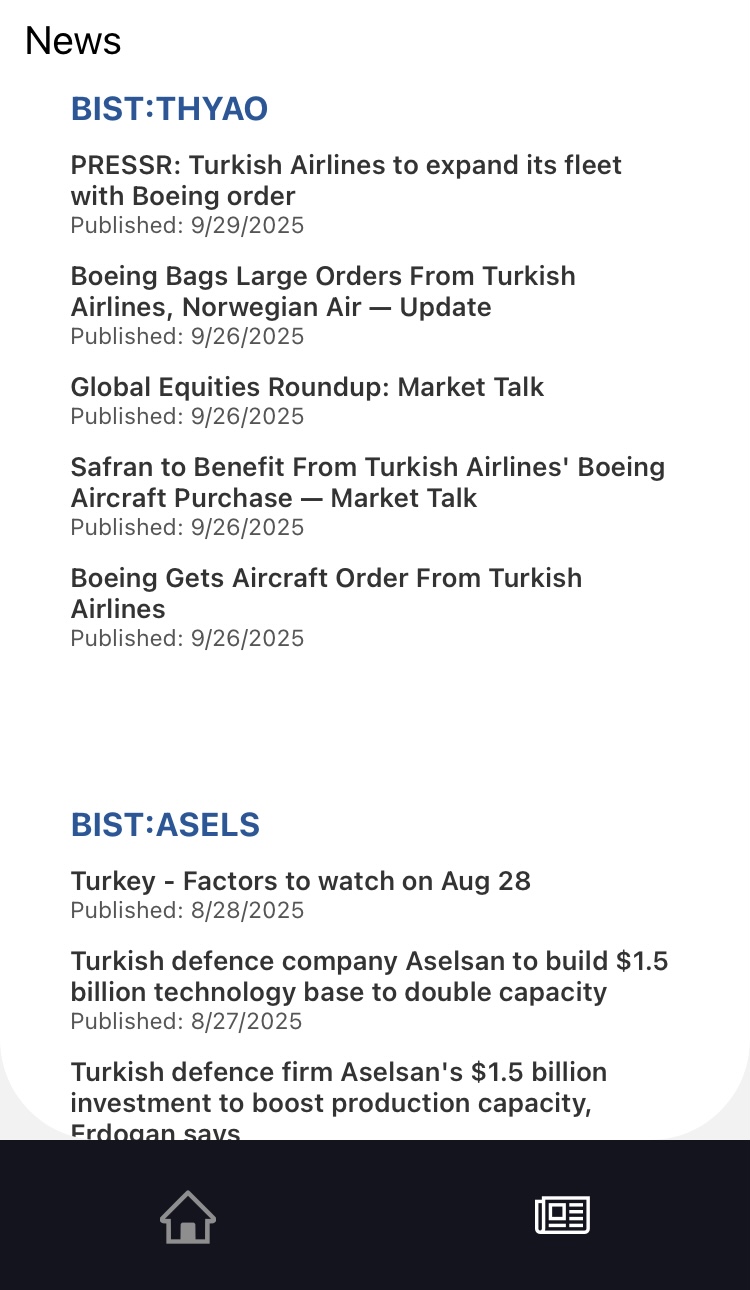 News
BIST:THYAO
PRESSR: Turkish Airlines to expand its fleet
with Boeing order
Published: 9/29/2025
Boeing Bags Large Orders From Turkish
Airlines, Norwegian Air — Update
Published: 9/26/2025
Global Equities Roundup: Market Talk
Published: 9/26/2025
Safran to Benefit From Turkish Airlines' Boeing
Aircraft Purchase — Market Talk
Published: 9/26/2025
Boeing Gets Aircraft Order From Turkish
Airlines
Published: 9/26/2025
BIST:ASELS
Turkey - Factors to watch on Aug 28
Published: 8/28/2025
Turkish defence company Aselsan to build $1.5
billion technology base to double capacity
Published: 8/27/2025
Turkish defence firm Aselsan's $1.5 billion
investment to boost production capacity,
Erdogan says